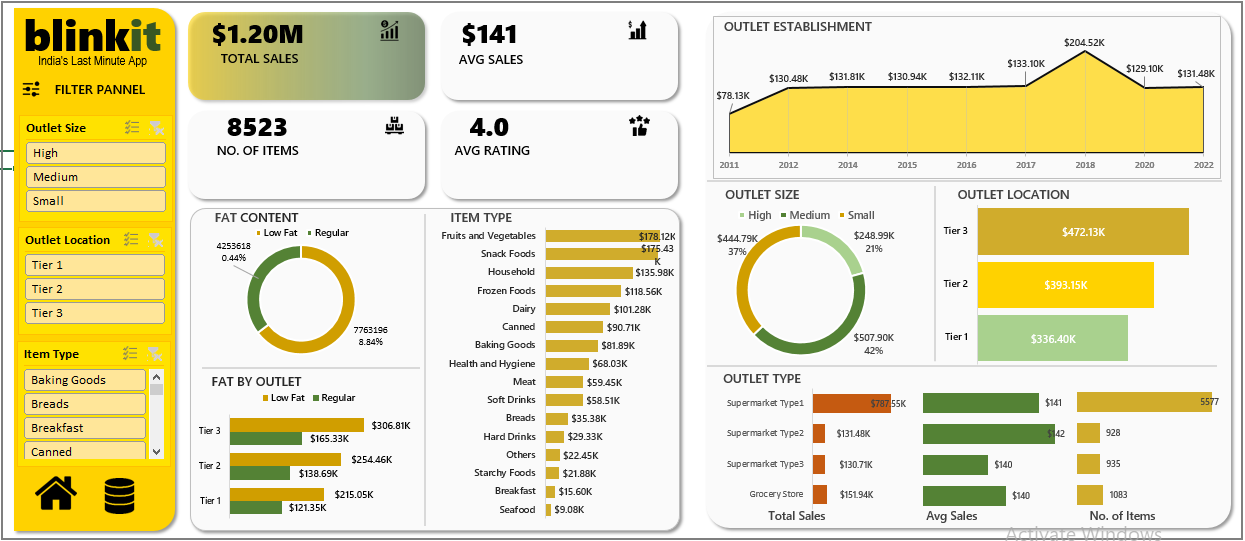 blinkit
India's Last Minute App
FILTER PANNEL
Outlet Size
High
Medium
Small
Outlet Location
Tier 1
Tier 2
Tier 3
Item Type
Baking Goods
Breads
Breakfast
Canned
$1.20M
TOTAL SALES
$141
AVG SALES
8523
NO. OF ITEMS
4.0
AVG RATING
FAT CONTENT
Low Fat Regular
4253618
0.44%
7763196
8.84%
FAT BY OUTLET
Low Fat Regular
Tier 3 $306.81K
$165.33K
Tier 2 $254.46K
$138.69K
Tier 1 $215.05K
$121.35K
ITEM TYPE
Fruits and Vegetables $178.12K
Snack Foods $175.43
K
Household $135.98K
Frozen Foods $118.56K
Dairy $101.28K
Canned $90.71K
Baking Goods $81.89K
Health and Hygiene $68.03K
Meat $59.45K
Soft Drinks $58.51K
Breads $35.38K
Hard Drinks $29.33K
Others $22.45K
Starchy Foods $21.88K
Breakfast $15.60K
Seafood $9.08K
OUTLET ESTABLISHMENT
$78.13K $130.48K $131.81K $130.94K $132.11K $133.10K $204.52K $129.10K $131.48K
2011 2012 2014 2015 2016 2017 2018 2020 2022
OUTLET SIZE
High Medium Small
$444.79K
37%
$248.99K
21%
$507.90K
42%
OUTLET LOCATION
Tier 3 $472.13K
Tier 2 $393.15K
Tier 1 $336.40K
OUTLET TYPE
Supermarket Type1 $787.55K $141 5577
Supermarket Type2 $131.48K $142 928
Supermarket Type3 $130.71K $140 935
Grocery Store $151.94K $140 1083
Total Sales Avg Sales No. of Items
Activate Windows